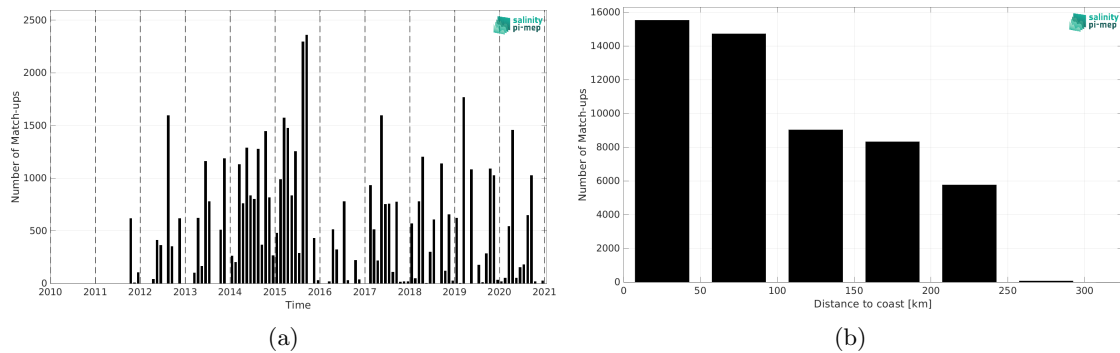 salinity
pi-mep
2500
2000
1500
1000
500
0
Number of Match-ups
2010 2011 2012 2013 2014 2015 2016 2017 2018 2019 2020 2021
Time
(a)
salinity
pi-mep
16000
14000
12000
10000
8000
6000
4000
2000
0
Number of Match-ups
0 50 100 150 200 250 300
Distance to coast [km]
(b)